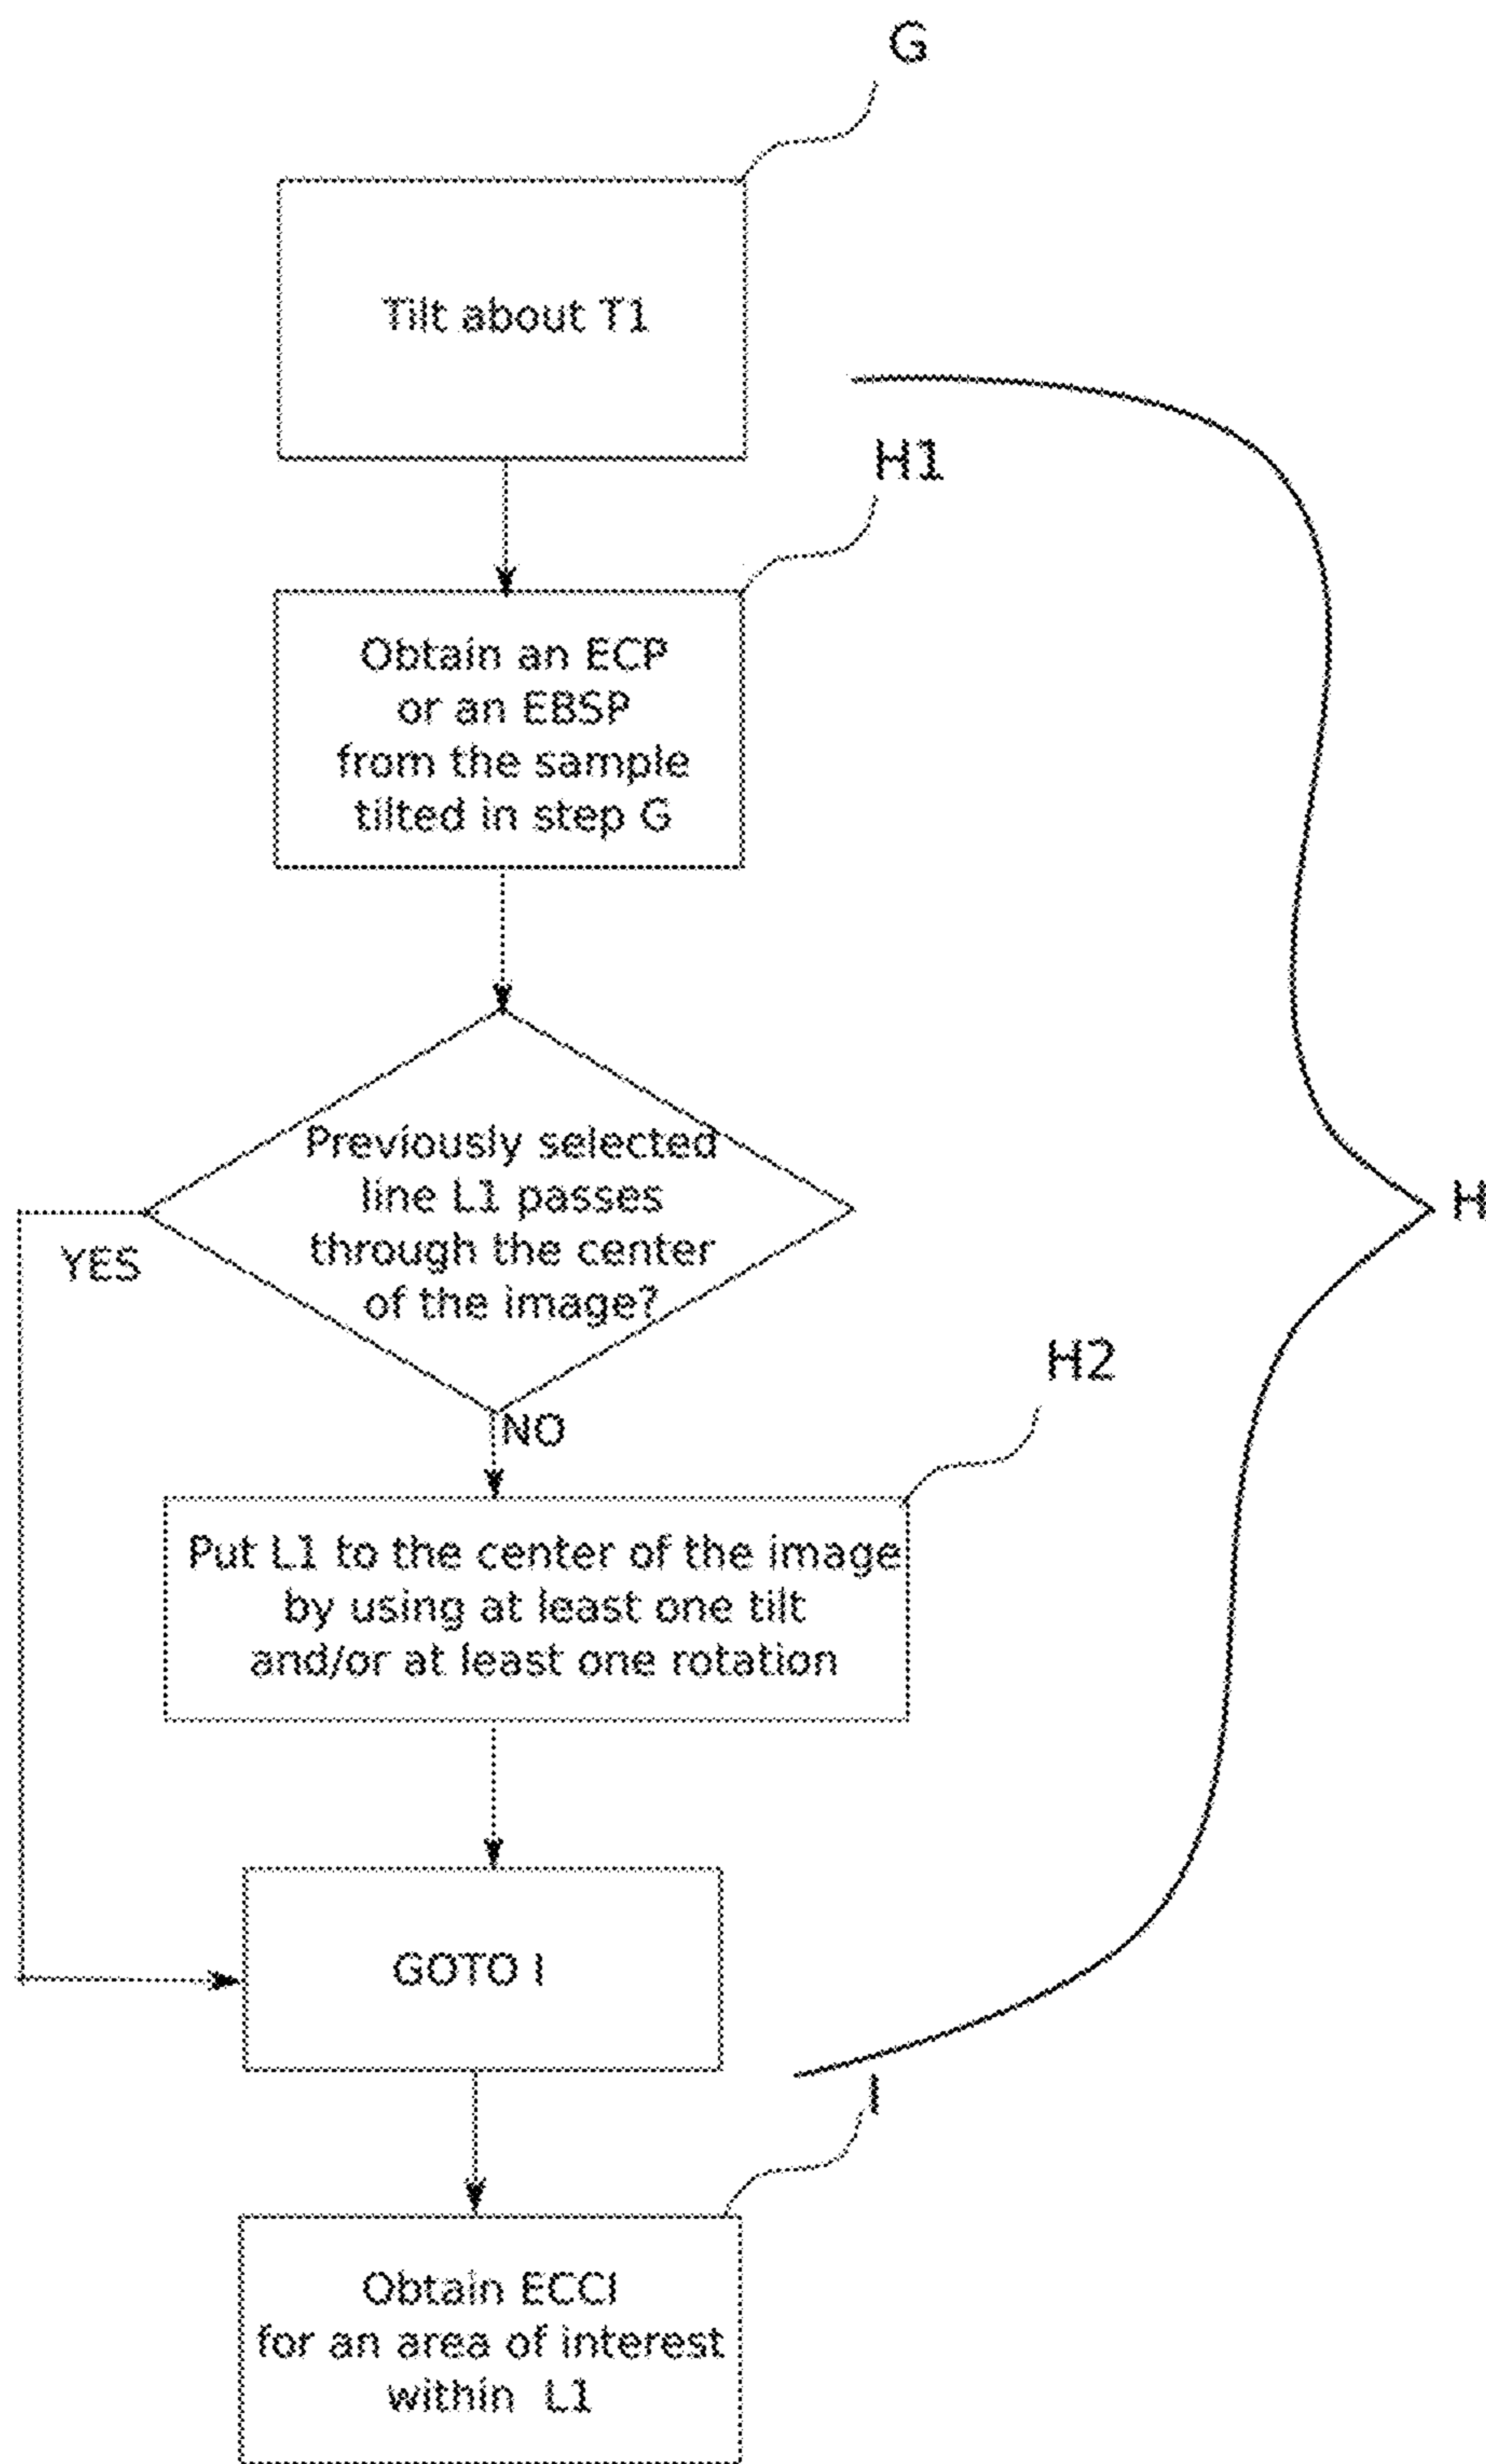 G
Tilt about T1
H1
Obtain an ECP
or an EBSP
from the sample
tilted in step G
Previously selected
line L1 passes
through the center
of the image?
H
YES
H2
NO
Put L1 to the center of the image
by using at least one tilt
and/or at least one rotation
GOTO I
I
Obtain ECCI
for an area of interest
within L1